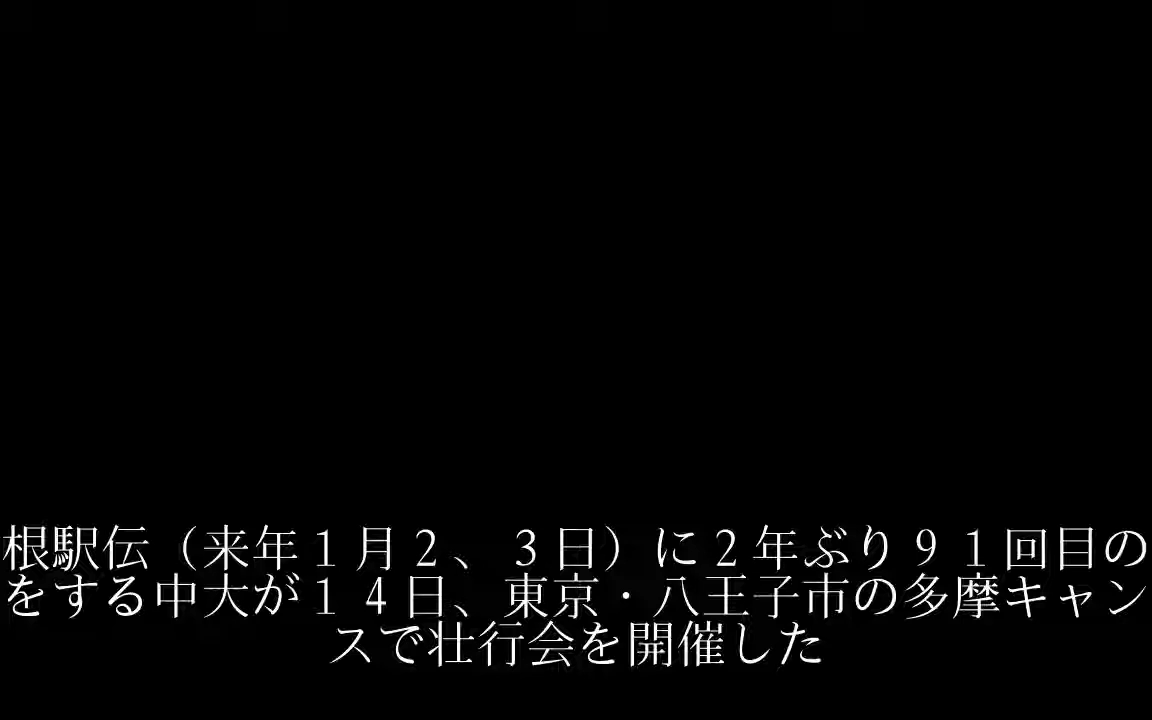 根駅伝（来年１月２、３日）に２年ぶり９１回目の
をする中大が１４日、東京・八王子市の多摩キャン
スで壮行会を開催した